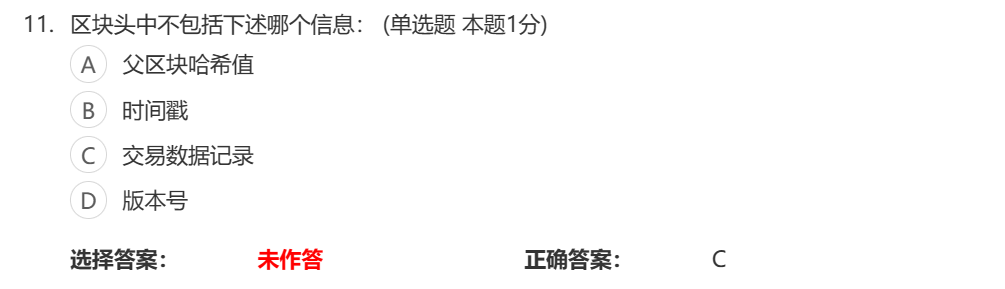 11. 区块头中不包括下述哪个信息： (单选题 本题1分)
A 父区块哈希值
B 时间戳
C 交易数据记录
D 版本号
选择答案： 未作答 正确答案： C